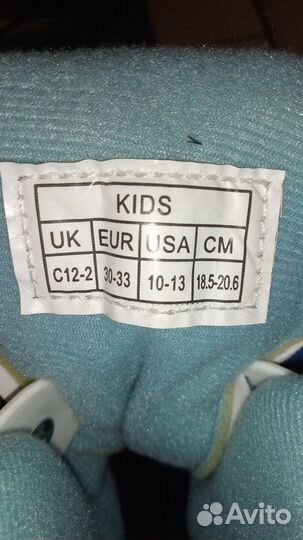 KIDS
UK EUR USA CM
C12-2 30-33 10-13 18.5-20.6
Avito